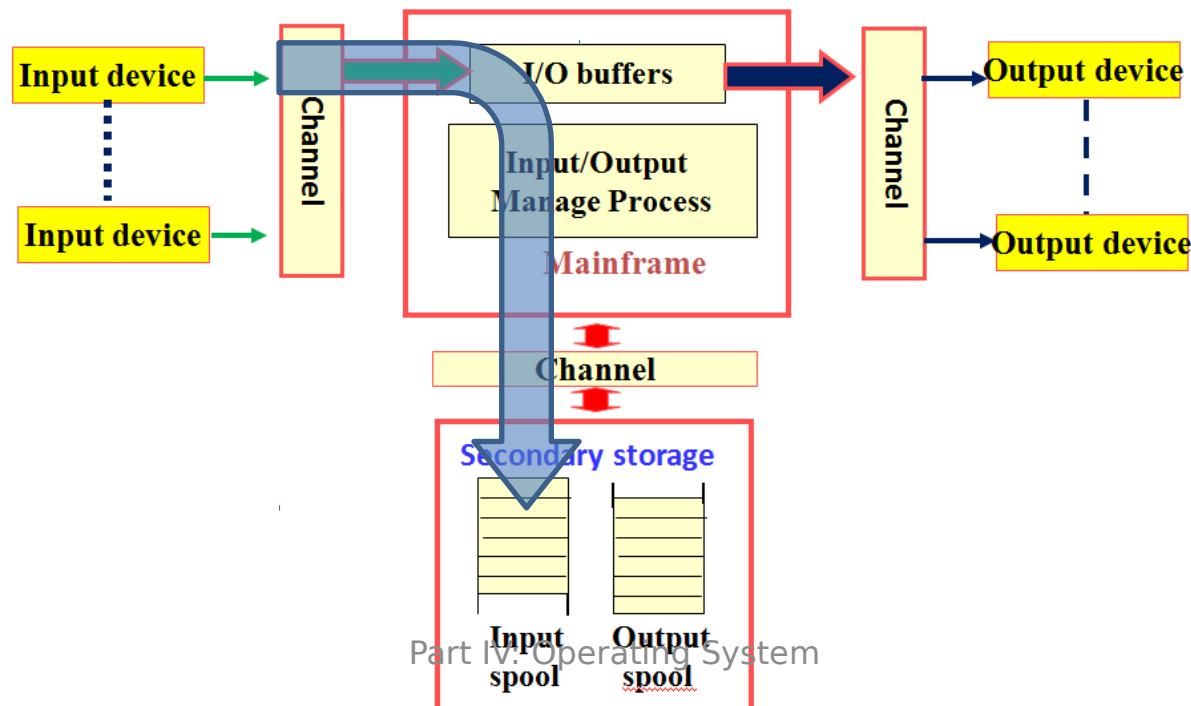 Input device
Input device
Channel
I/O buffers
Input/Output
Manage Process
Mainframe
Channel
Output device
Output device
Channel
Secondary storage
Input
spool
Output
spool
Part IV: Operating System